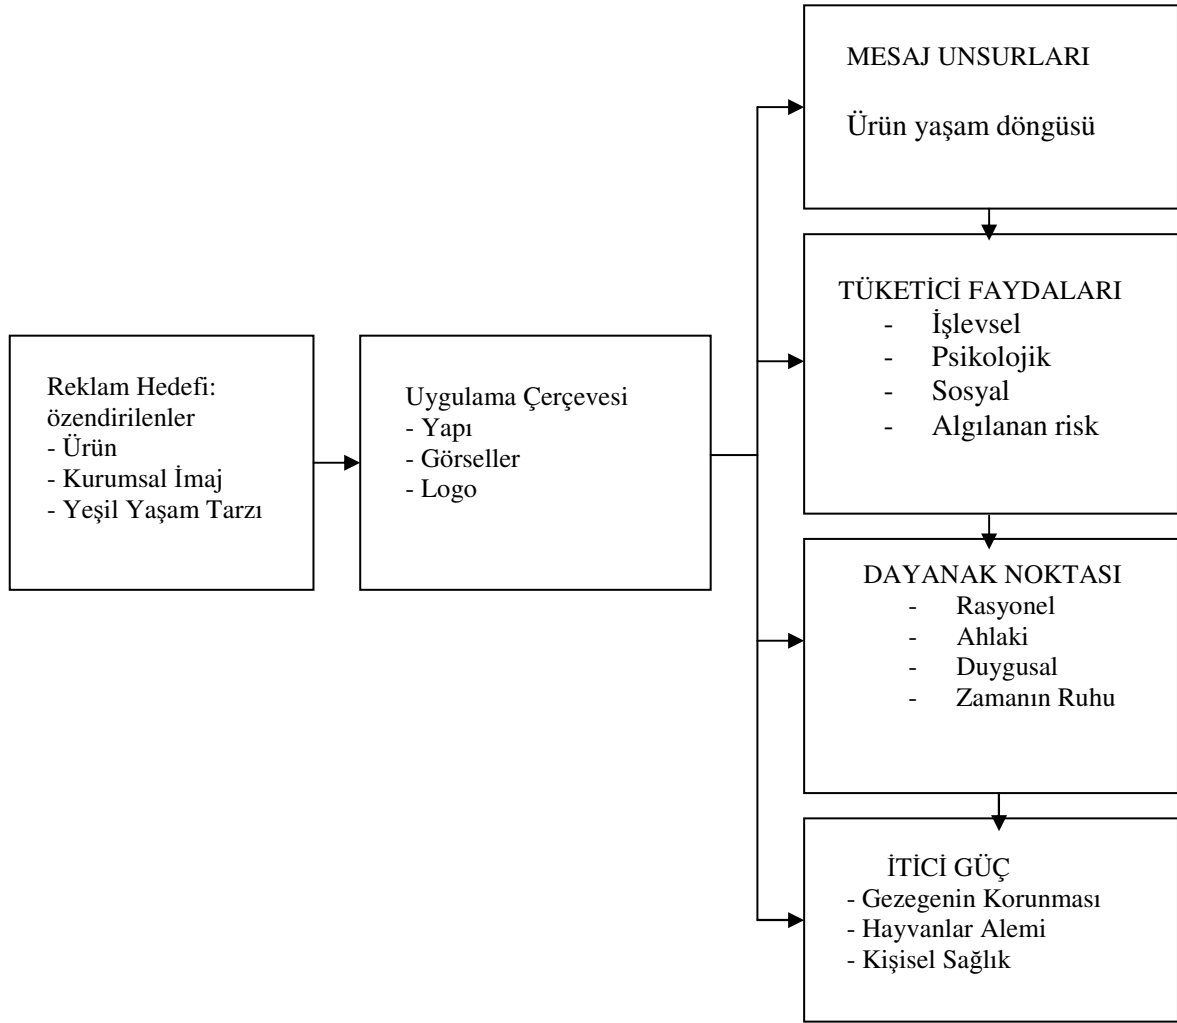 MESAJ UNSURLARI
Ürün yaşam döngüsü
TÜKETİCİ FAYDALARI
- İşlevsel
- Psikolojik
- Sosyal
- Algılanan risk
Reklam Hedefi:
özendirilenler
- Ürün
- Kurumsal İmaj
- Yeşil Yaşam Tarzı
Uygulama Çerçevesi
- Yapı
- Görseller
- Logo
DAYANAK NOKTASI
- Rasyonel
- Ahlaki
- Duygusal
- Zamanın Ruhu
İTİCİ GÜÇ
- Gezegenin Korunması
- Hayvanlar Alemi
- Kişisel Sağlık